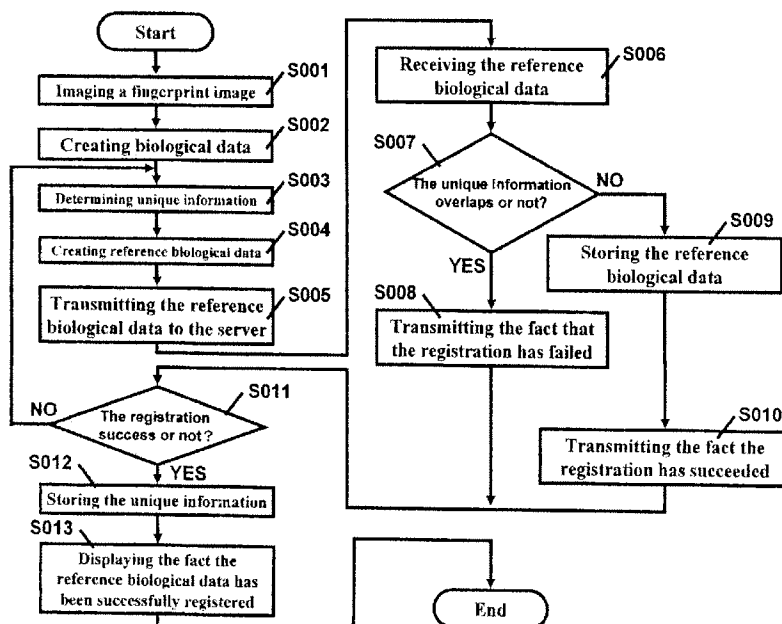 Start
S001
Imaging a fingerprint image
S002
Creating biological data
S003
Determining unique information
S004
Creating reference biological data
S005
Transmitting the reference
biological data to the server
S006
Receiving the reference
biological data
S007
The unique information
overlaps or not?
NO
YES
S008
Transmitting the fact that
the registration has failed
S009
Storing the reference
biological data
S010
Transmitting the fact the
registration has succeeded
S011
The registration
success or not?
NO
YES
S012
Storing the unique information
S013
Displaying the fact the
reference biological data has
been successfully registered
End